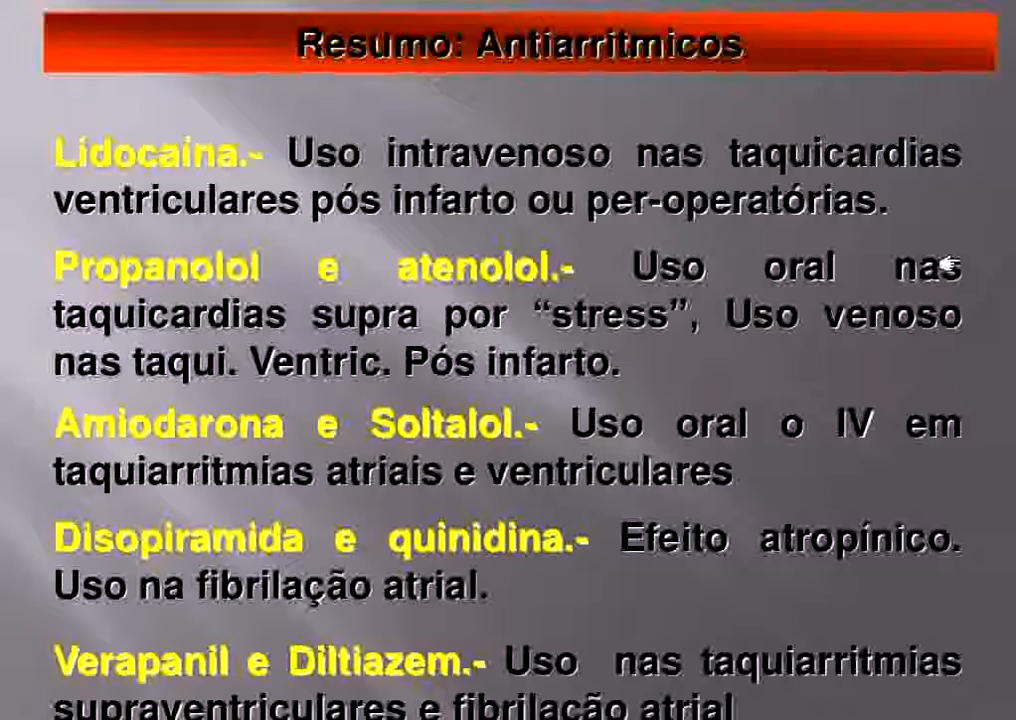 Resumo: Antiarritmicos
Lidocaina.- Uso intravenoso nas taquicardias
ventriculares pós infarto ou per-operatórias.
Propanolol e atenolol.- Uso oral nas
taquicardias supra por “stress”, Uso venoso
nas taqui. Ventric. Pós infarto.
Amiodarona e Soltalol.- Uso oral o IV em
taquiarritmias atriais e ventriculares
Disopiramida e quinidina.- Efeito atropínico.
Uso na fibrilação atrial.
Verapanil e Diltiazem.- Uso nas taquiarritmias
supraventriculares e fibrilação atrial